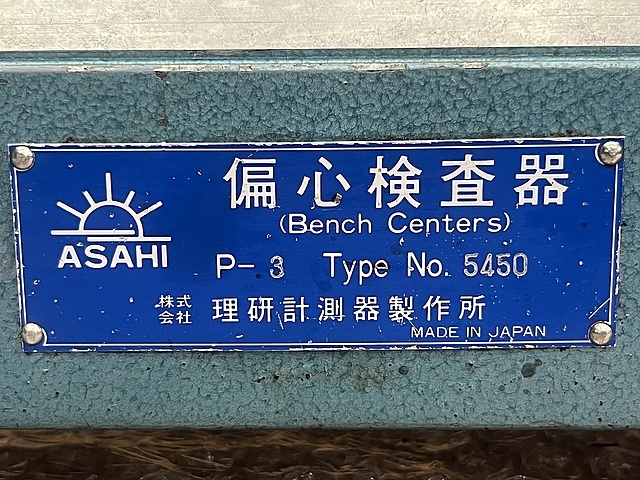 偏心検査器
(Bench Centers)
ASAHI
P-3 Type No. 5450
株式会社 理研計測器製作所
MADE IN JAPAN